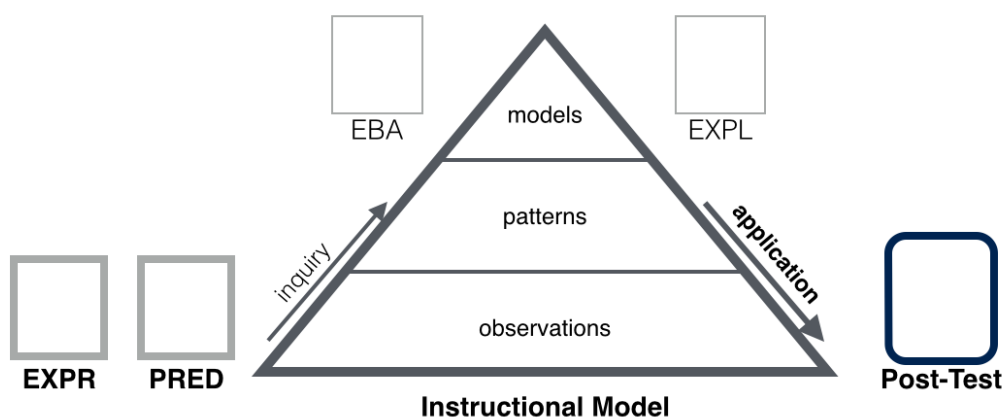 models
EBA
EXPL
patterns
inquiry
application
observations
EXPR
PRED
Post-Test
Instructional Model